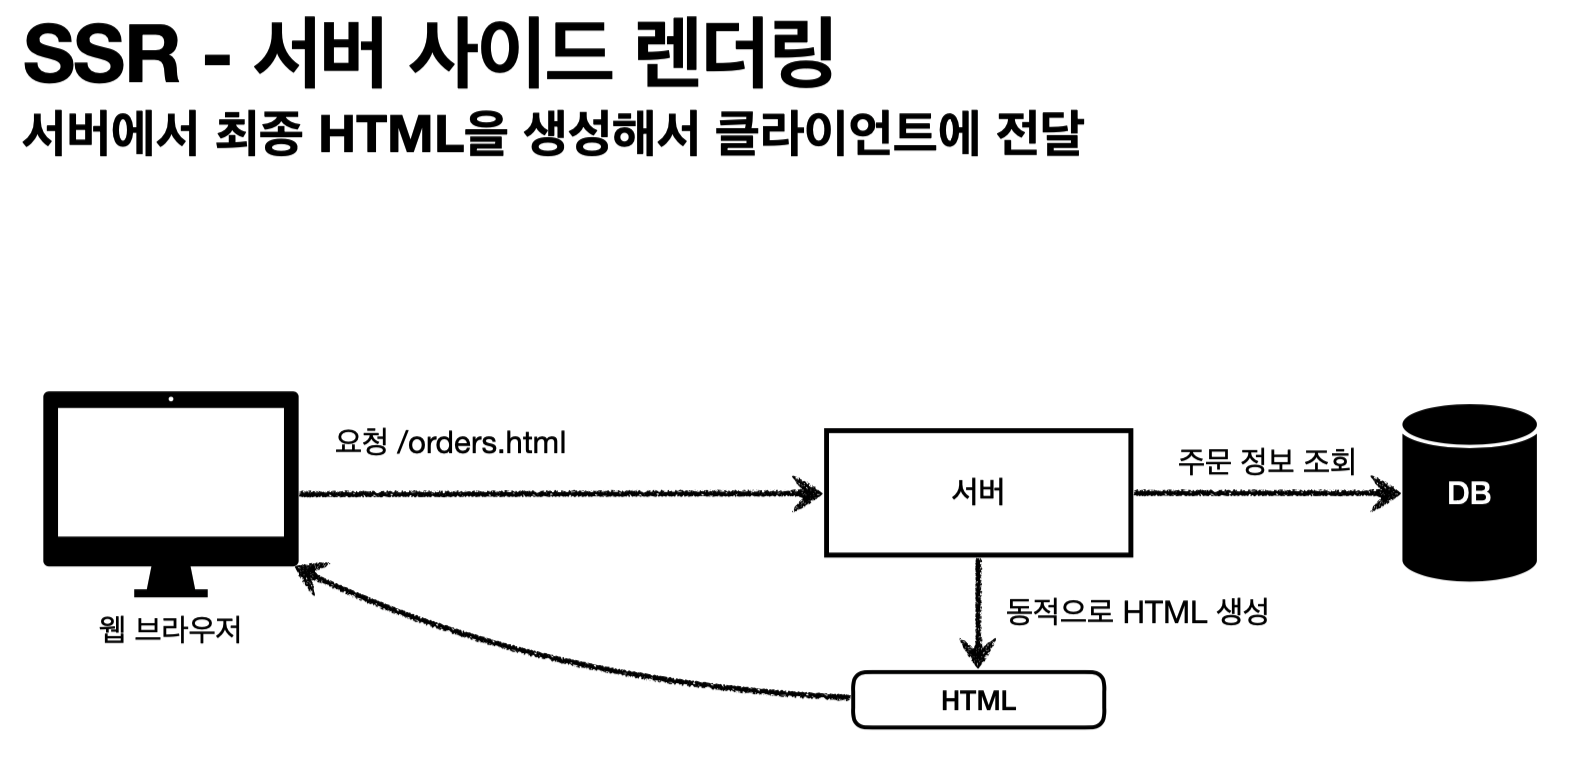 SSR - 서버 사이드 렌더링
서버에서 최종 HTML을 생성해서 클라이언트에 전달
요청 /orders.html
서버
주문 정보 조회
DB
웹 브라우저
동적으로 HTML 생성
HTML